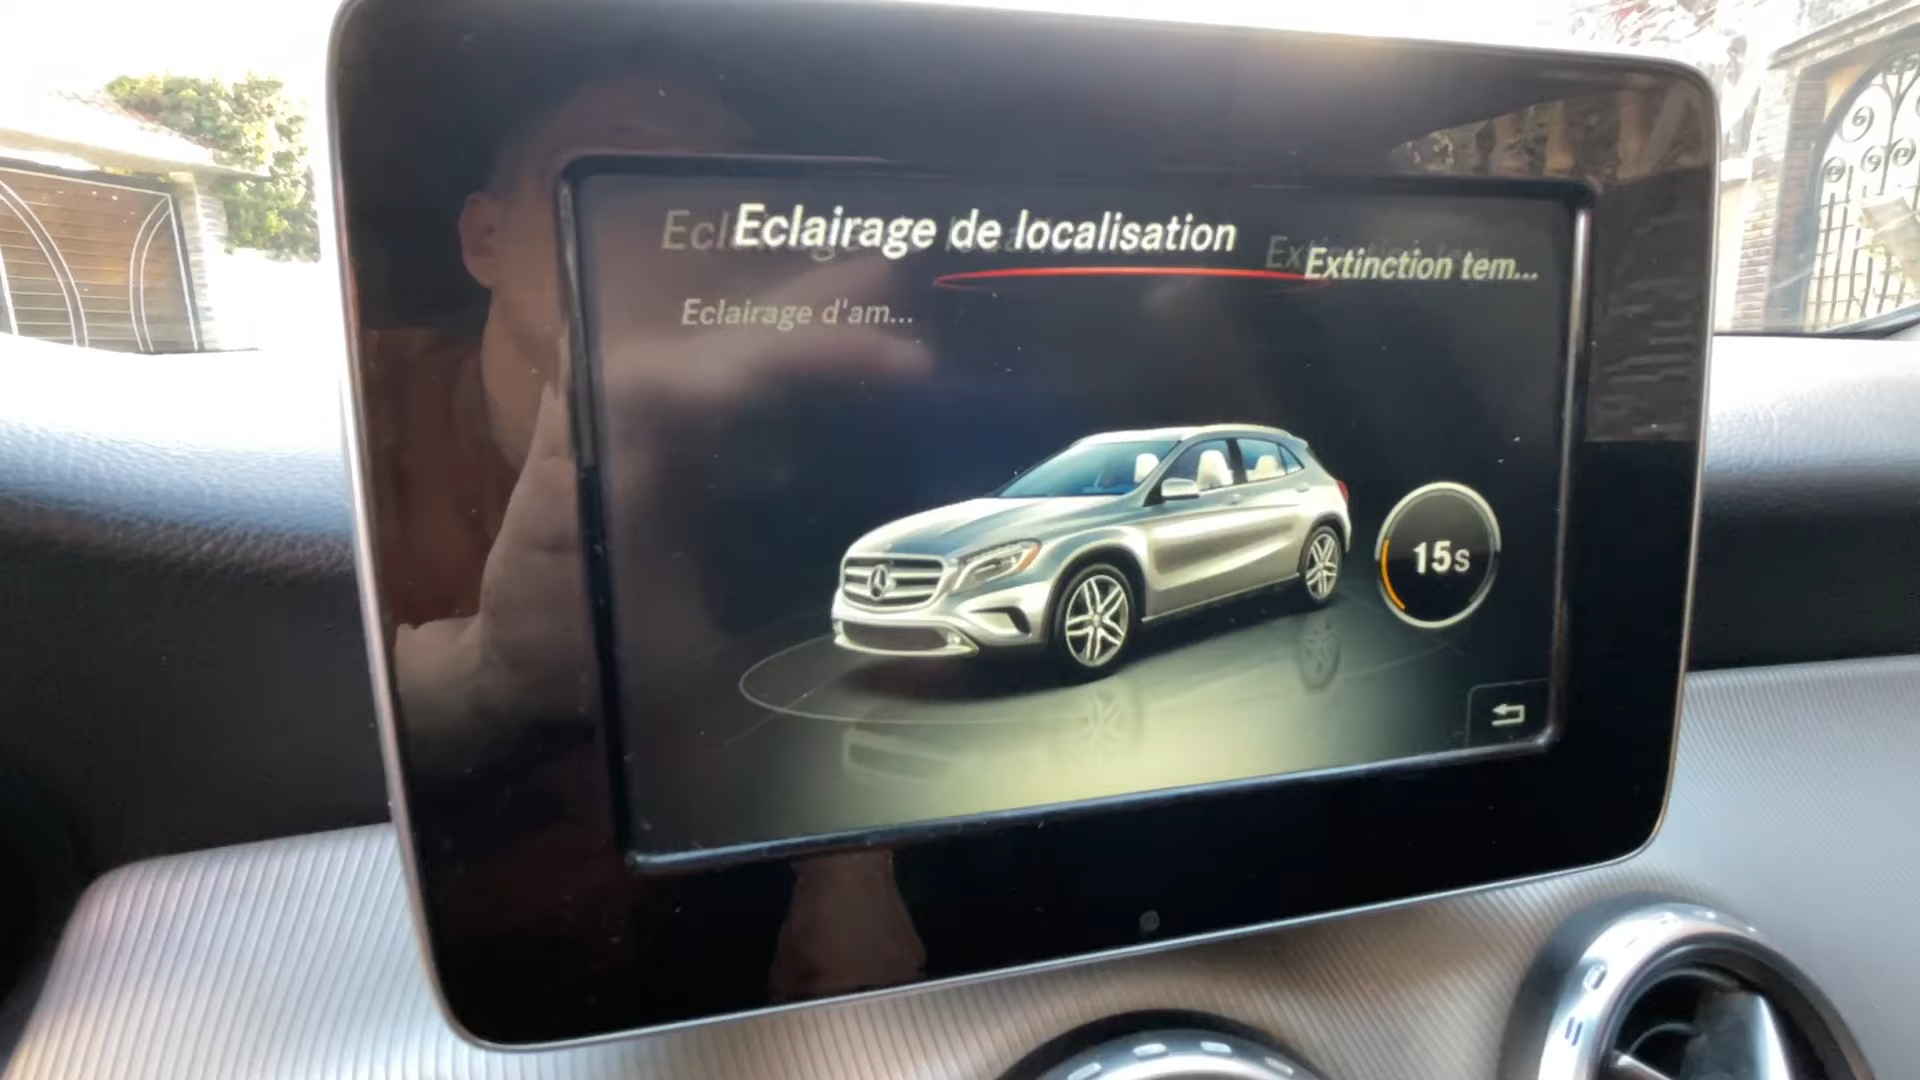 Eclairage de localisation
Extinction tem...
Eclairage d'am...
15s